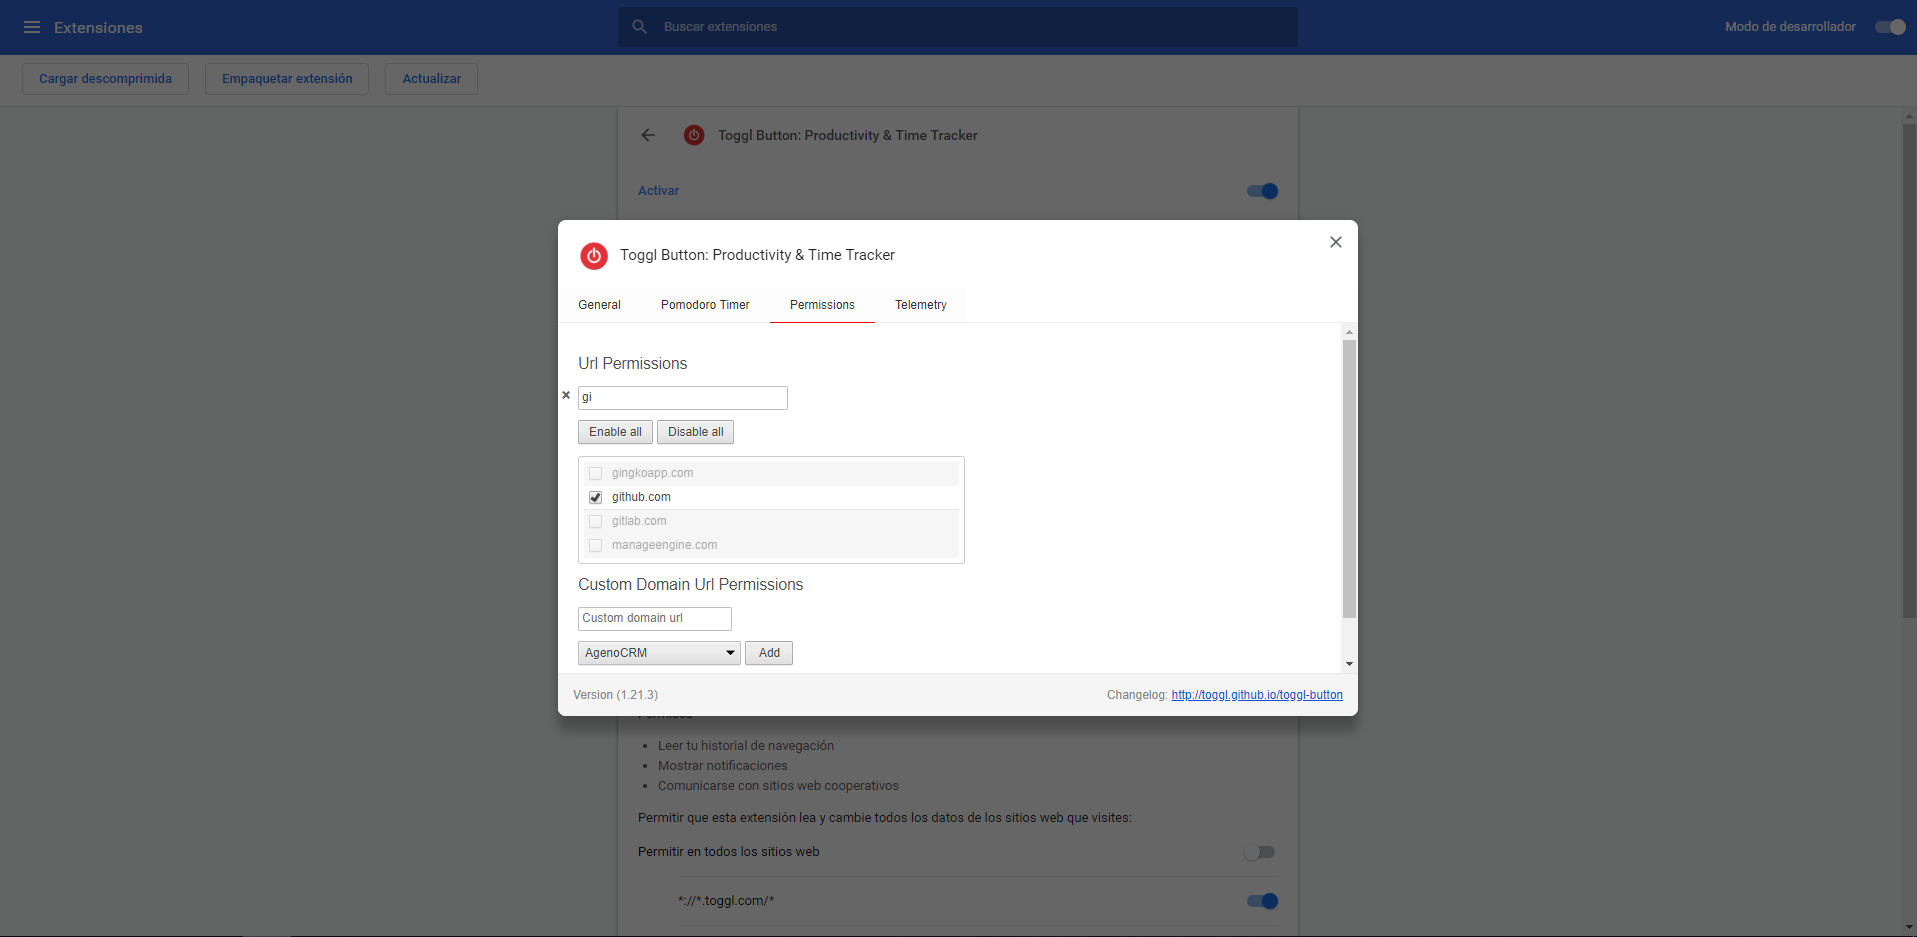 Extensiones
Buscar extensiones
Modo de desarrollador
Cargar descomprimida
Empaquetar extensión
Actualizar
Toggl Button: Productivity & Time Tracker
Activar
Toggl Button: Productivity & Time Tracker
General
Pomodoro Timer
Permissions
Telemetry
Url Permissions
gi
Enable all
Disable all
gingkoapp.com
github.com
gitlab.com
manageengine.com
Custom Domain Url Permissions
Custom domain url
AgenoCRM
Add
Version (1.21.3)
Changelog: http://toggl.github.io/toggl-button
Leer tu historial de navegación
Mostrar notificaciones
Comunicarse con sitios web cooperativos
Permitir que esta extensión lea y cambie todos los datos de los sitios web que visites:
Permitir en todos los sitios web
*://*.toggl.com/*